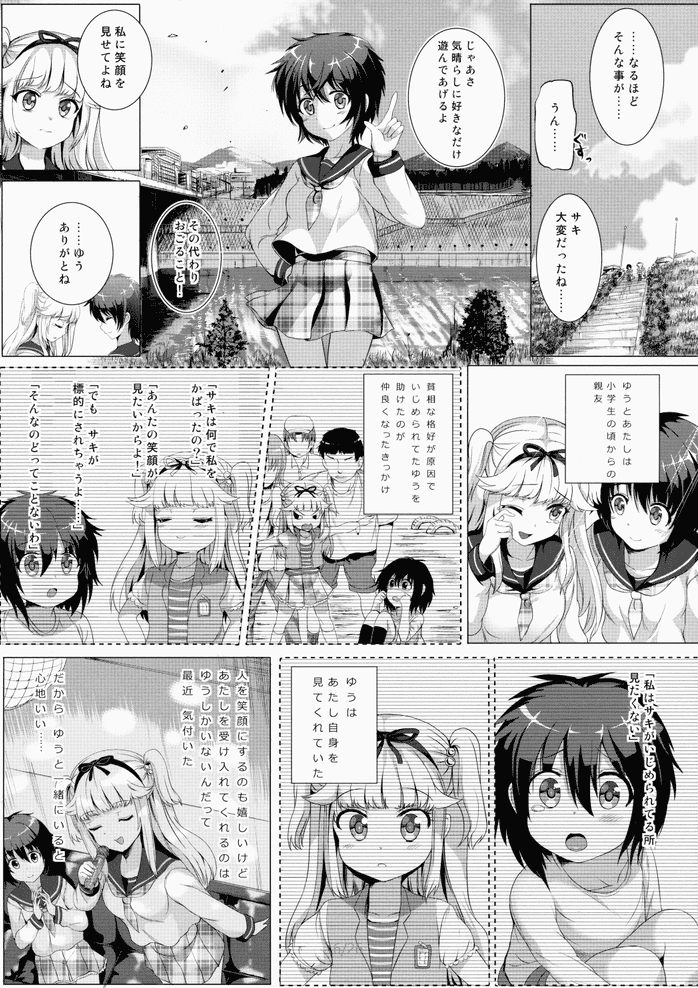 ……なるほど
そんな事が……
うん……
ぐすっ
サキ
大変だったね……
じゃあさ
気晴らしに好きなだけ
遊んであげるよ
その代わり
おごること！
私に笑顔を
見せてよね
……ゆう
ありがとね
ゆうとあたしは
小学生の頃からの
親友
貧相な格好が原因で
いじめられてたゆうを
助けたのが
仲良くなったきっかけ
「サキは何で私を
かばったの？」
「あんたの笑顔が
見たいからよ！」
「でも　サキが
標的にされちゃうよ…」
「そんなのどってことないわ」
「私はサキがいじめられてる所
見たくない」
ゆうは
あたし自身を
見てくれていた
人を笑顔にするのも嬉しいけど
あたしを受け入れてくれるのは
ゆうしかいないんだって
最近　気付いた
だから　ゆうと一緒にいると
心地いい……